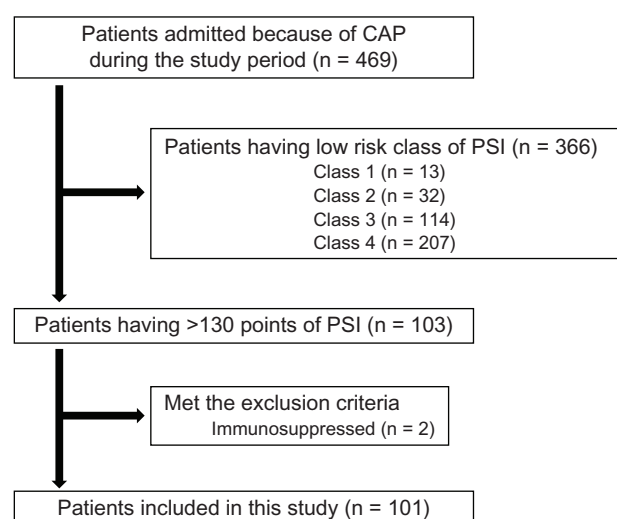 Patients admitted because of CAP
during the study period (n = 469)
Patients having low risk class of PSI (n = 366)
Class 1 (n = 13)
Class 2 (n = 32)
Class 3 (n = 114)
Class 4 (n = 207)
Patients having >130 points of PSI (n = 103)
Met the exclusion criteria
Immunosuppressed (n = 2)
Patients included in this study (n = 101)